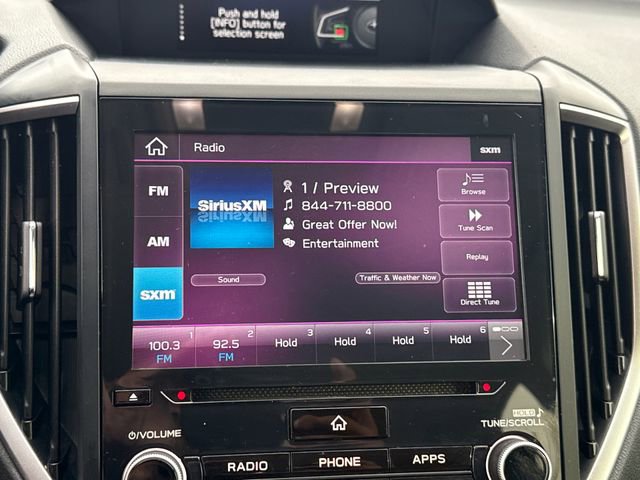 Push and hold
[INFO] button for
selection screen
Radio
sxm
FM
AM
sxm
SiriusXM
1 / Preview
844-711-8800
Great Offer Now!
Entertainment
Sound
Traffic & Weather Now
Browse
Tune Scan
Replay
Direct Tune
1
100.3
FM
2
92.5
FM
3
Hold
4
Hold
5
Hold
6
Hold
VOLUME
HOLD
TUNE/SCROLL
RADIO
PHONE
APPS